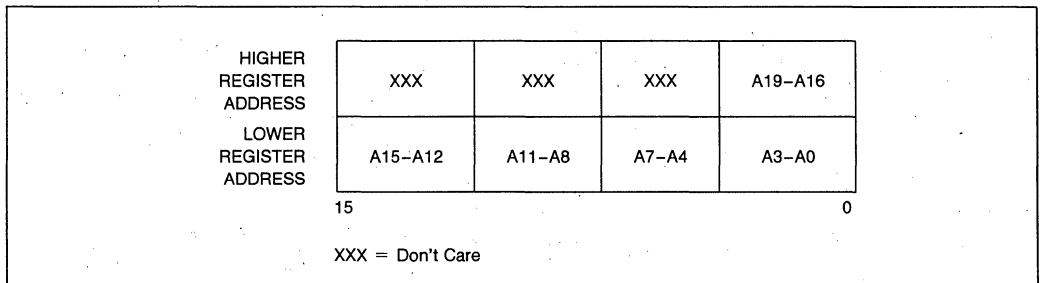 HIGHER
REGISTER
ADDRESS
XXX XXX XXX A19–A16
LOWER
REGISTER
ADDRESS
A15–A12 A11–A8 A7–A4 A3–A0
15 0
XXX = Don't Care